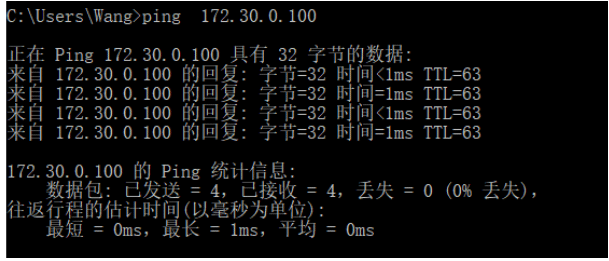 C:\Users\Wang>ping  172.30.0.100
正在 Ping 172.30.0.100 具有 32 字节的数据:
来自 172.30.0.100 的回复: 字节=32 时间<1ms TTL=63
来自 172.30.0.100 的回复: 字节=32 时间=1ms TTL=63
来自 172.30.0.100 的回复: 字节=32 时间<1ms TTL=63
来自 172.30.0.100 的回复: 字节=32 时间=1ms TTL=63
172.30.0.100 的 Ping 统计信息:
数据包: 已发送 = 4，已接收 = 4，丢失 = 0 (0% 丢失)，
往返行程的估计时间(以毫秒为单位):
最短 = 0ms，最长 = 1ms，平均 = 0ms